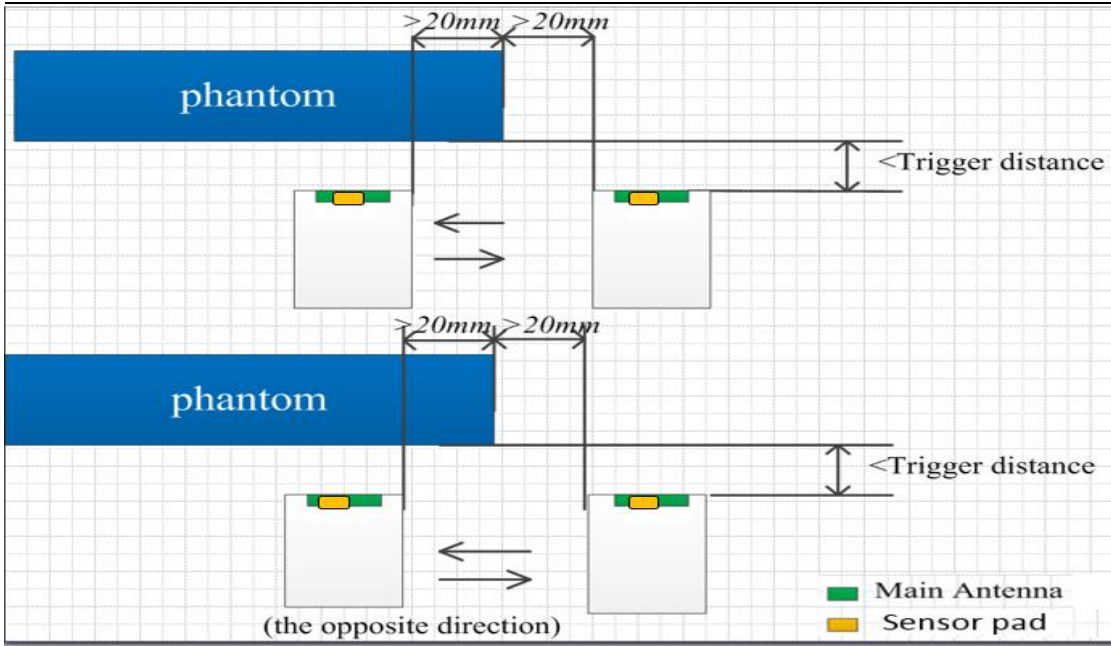 >20mm >20mm
phantom
<Trigger distance
>20mm >20mm
phantom
<Trigger distance
Main Antenna
(the opposite direction)
Sensor pad